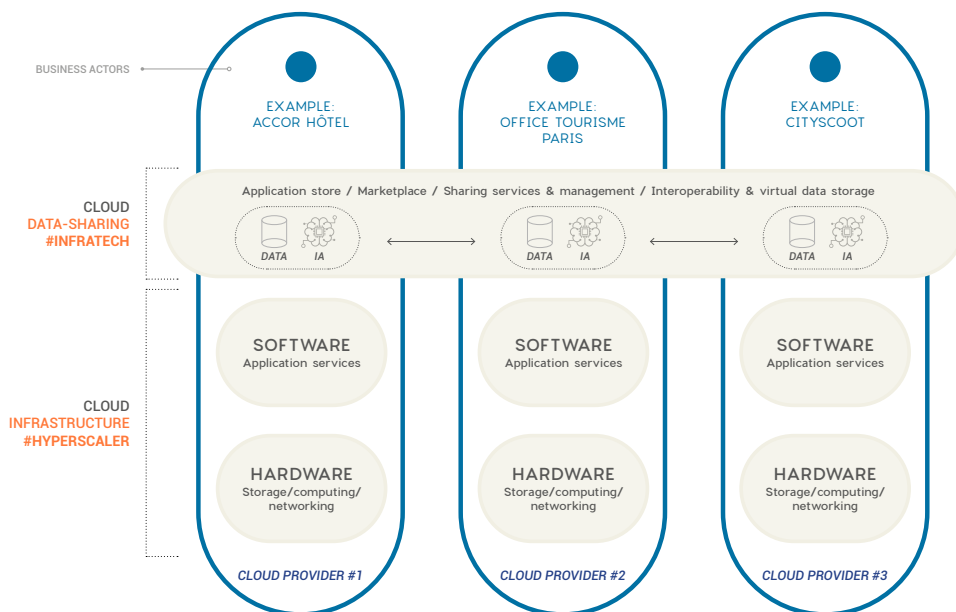 BUSINESS ACTORS
EXAMPLE:
ACCOR HÔTEL
EXAMPLE:
OFFICE TOURISME
PARIS
EXAMPLE:
CITYSCOOT
CLOUD
DATA-SHARING
#INFRATECH
Application store / Marketplace / Sharing services & management / Interoperability & virtual data storage
DATA IA
DATA IA
DATA IA
CLOUD
INFRASTRUCTURE
#HYPERSCALER
SOFTWARE
Application services
SOFTWARE
Application services
SOFTWARE
Application services
HARDWARE
Storage/computing/
networking
HARDWARE
Storage/computing/
networking
HARDWARE
Storage/computing/
networking
CLOUD PROVIDER #1
CLOUD PROVIDER #2
CLOUD PROVIDER #3